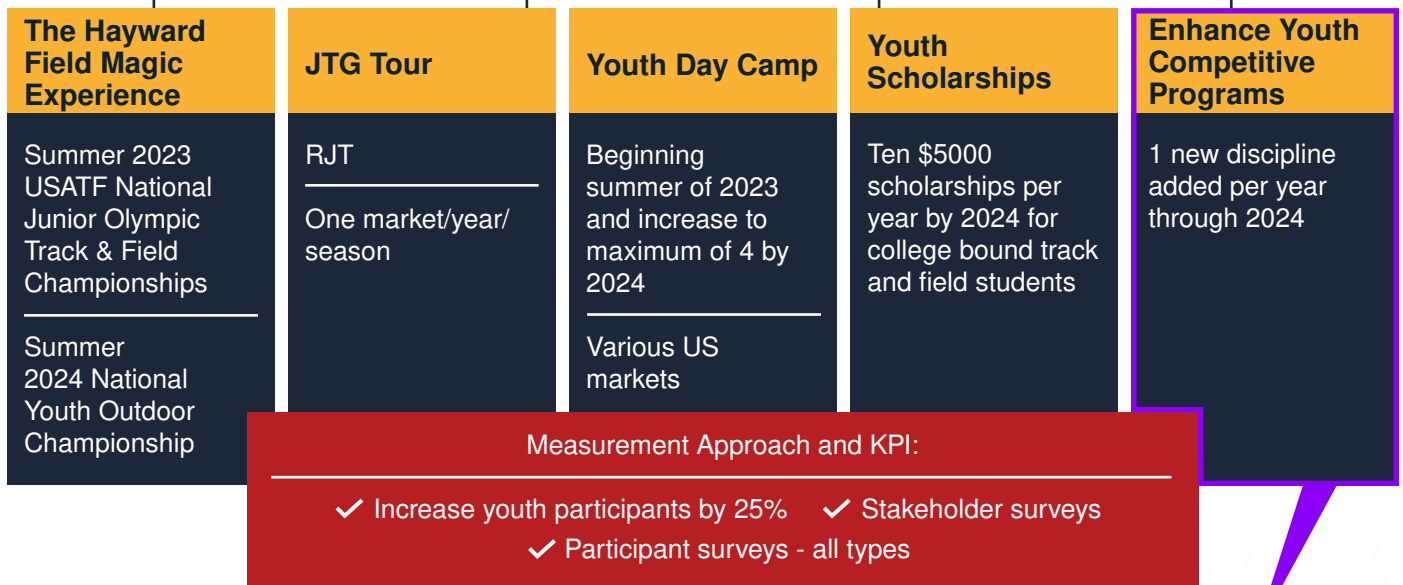 The Hayward
Field Magic
Experience
Summer 2023
USATF National
Junior Olympic
Track & Field
Championships
Summer
2024 National
Youth Outdoor
Championship
JTG Tour
RJT
One market/year/
season
Youth Day Camp
Beginning
summer of 2023
and increase to
maximum of 4 by
2024
Various US
markets
Youth
Scholarships
Ten $5000
scholarships per
year by 2024 for
college bound track
and field students
Enhance Youth
Competitive
Programs
1 new discipline
added per year
through 2024
Measurement Approach and KPI:
Increase youth participants by 25%
Stakeholder surveys
Participant surveys - all types